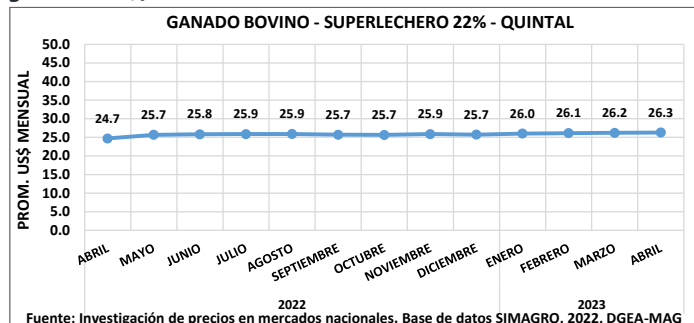 GANADO BOVINO - SUPERLECHERO 22% - QUINTAL
PROM. US$ MENSUAL
50.0
45.0
40.0
35.0
30.0
25.0
20.0
15.0
10.0
5.0
0.0
24.7 25.7 25.8 25.9 25.9 25.7 25.7 25.9 25.7 26.0 26.1 26.2 26.3
ABRIL MAYO JUNIO JULIO AGOSTO SEPTIEMBRE OCTUBRE NOVIEMBRE DICIEMBRE ENERO FEBRERO MARZO ABRIL
2022 2023
Fuente: Investigación de precios en mercados nacionales. Base de datos SIMAGRO, 2022. DGEA-MAG